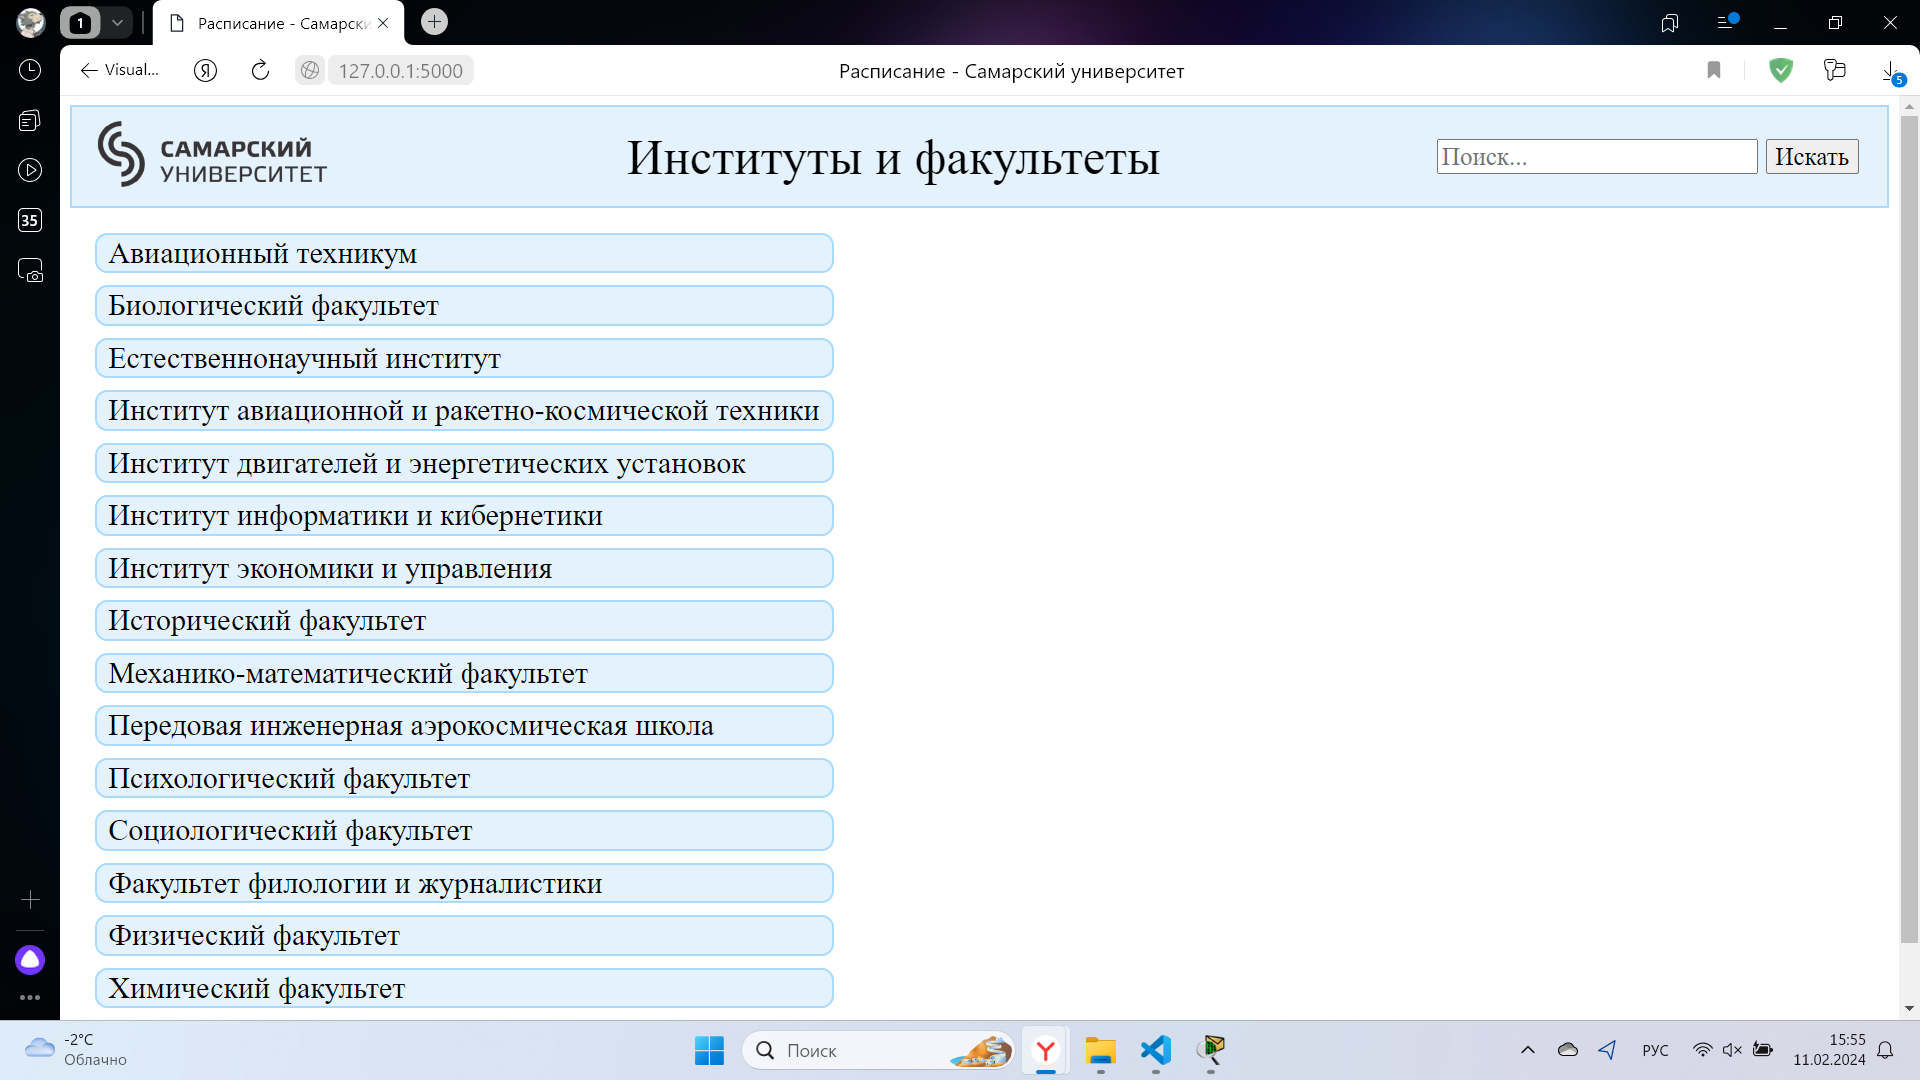 1
Расписание - Самарски
Visual...
127.0.0.1:5000
Расписание - Самарский университет
5
35
САМАРСКИЙ
УНИВЕРСИТЕТ
Институты и факультеты
Поиск...
Искать
Авиационный техникум
Биологический факультет
Естественнонаучный институт
Институт авиационной и ракетно-космической техники
Институт двигателей и энергетических установок
Институт информатики и кибернетики
Институт экономики и управления
Исторический факультет
Механико-математический факультет
Передовая инженерная аэрокосмическая школа
Психологический факультет
Социологический факультет
Факультет филологии и журналистики
Физический факультет
Химический факультет
-2°C
Облачно
Поиск
РУС
15:55
11.02.2024